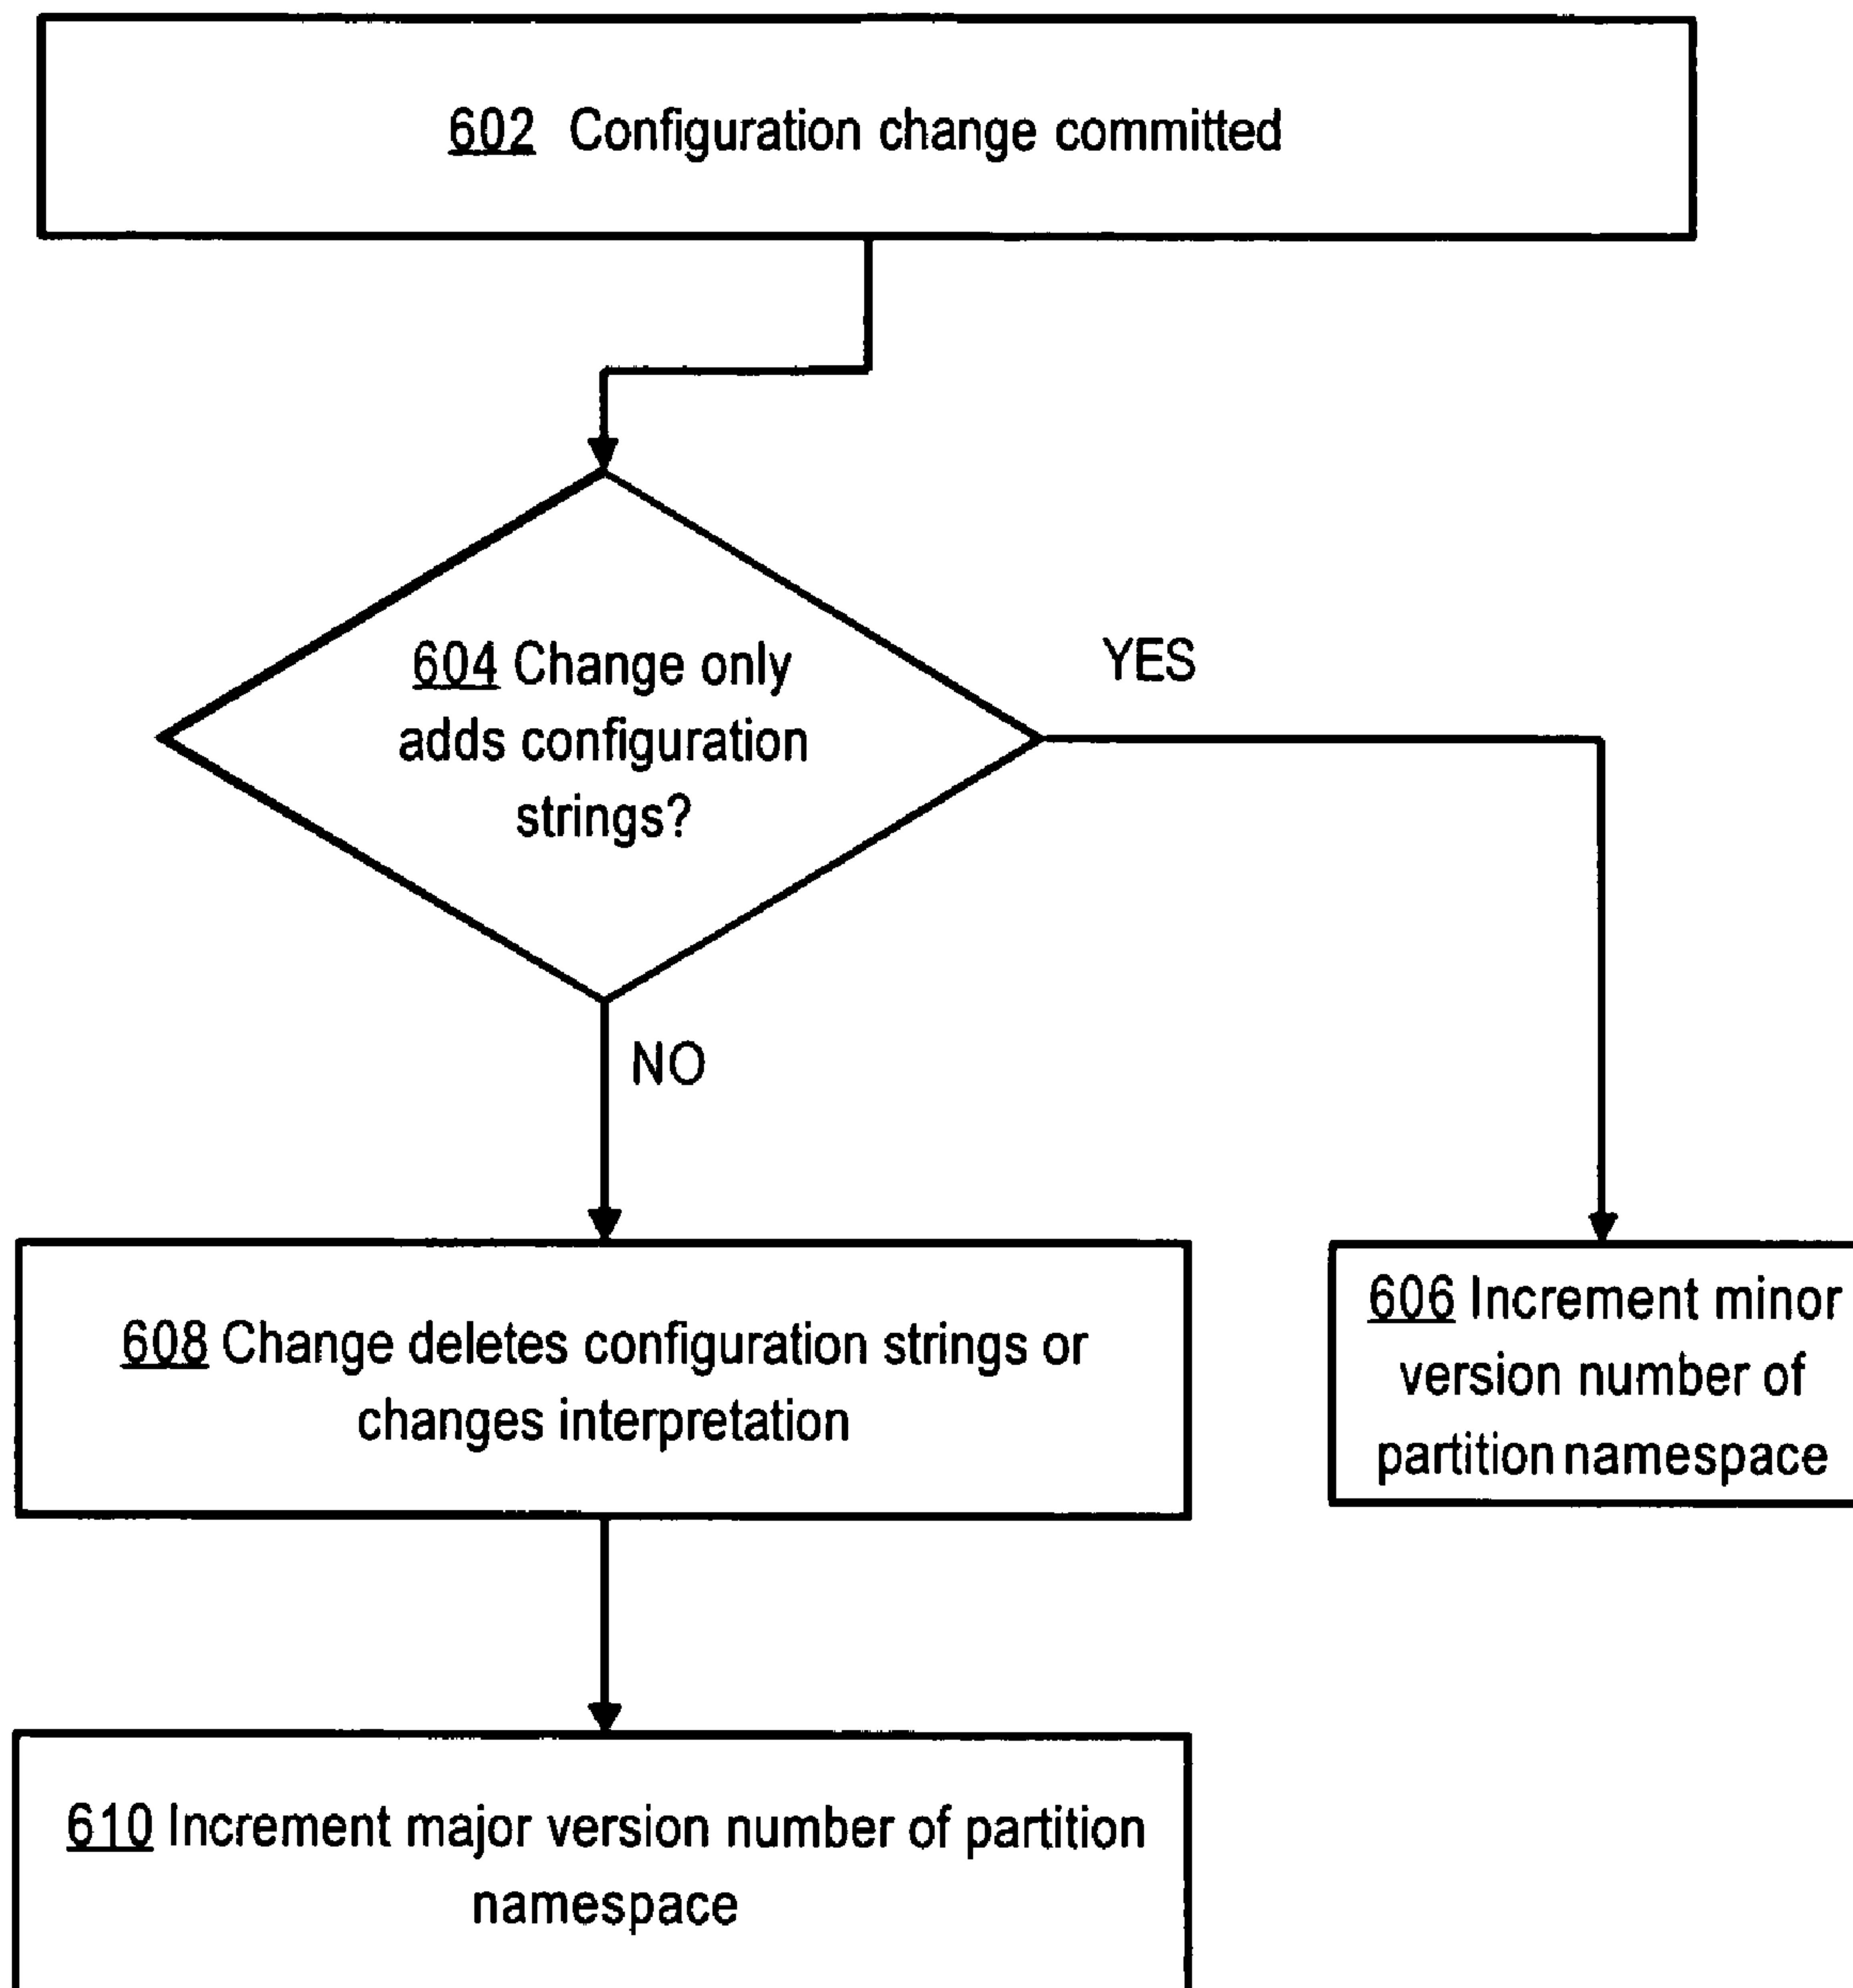 602 Configuration change committed
604 Change only
adds configuration
strings?
YES
NO
608 Change deletes configuration strings or
changes interpretation
606 Increment minor
version number of
partition namespace
610 Increment major version number of partition
namespace